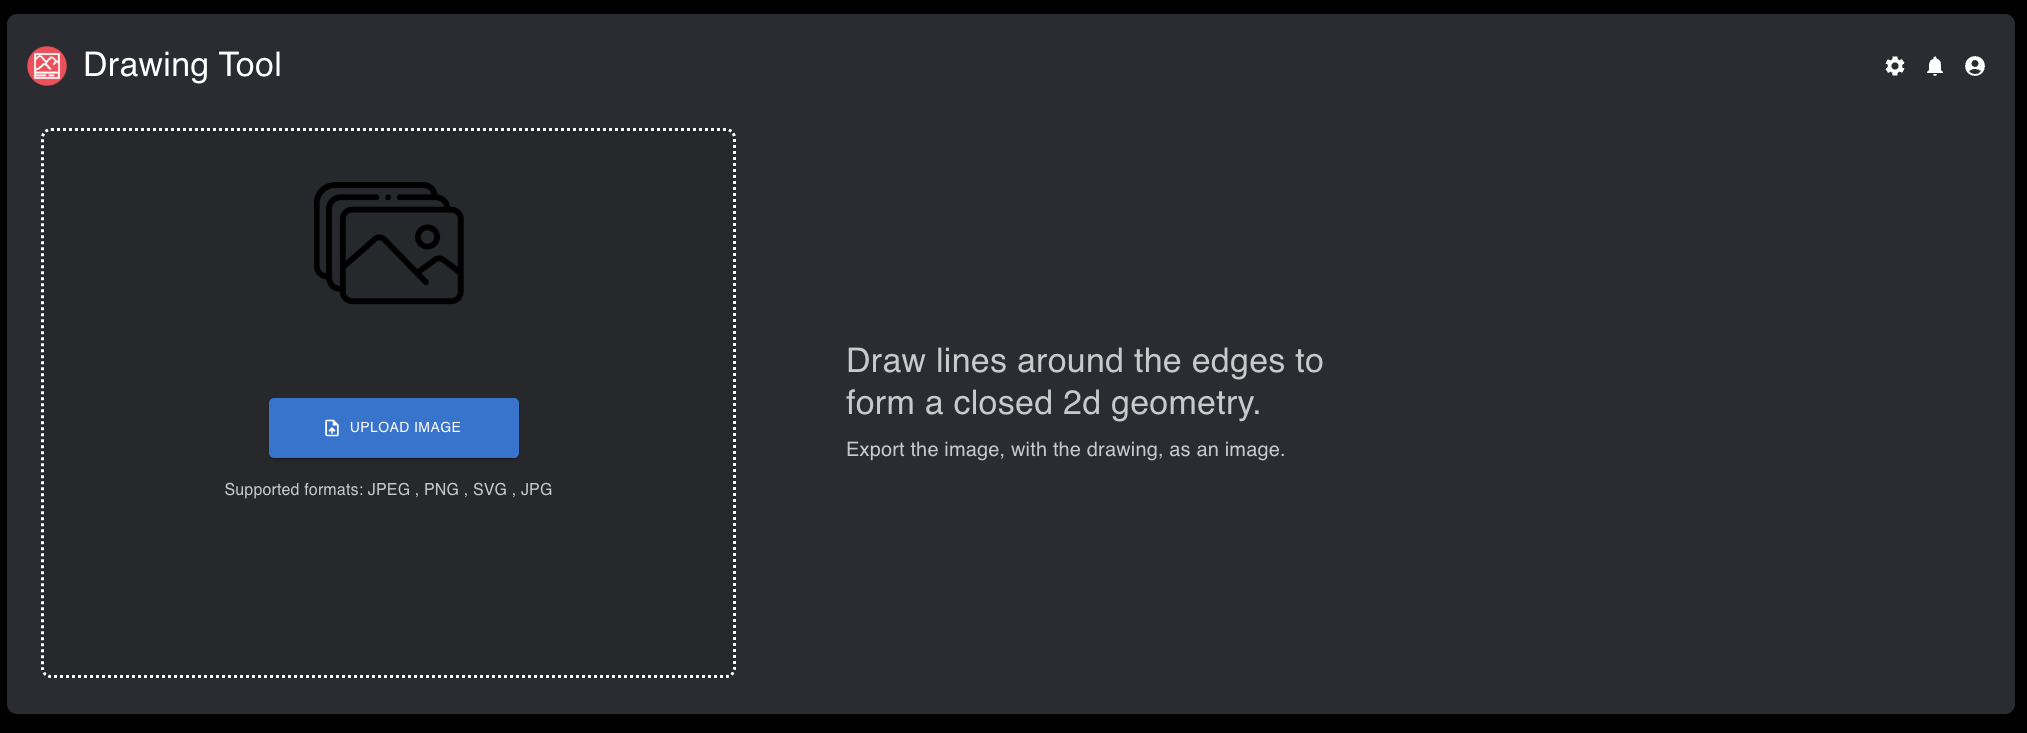 Drawing Tool
UPLOAD IMAGE
Supported formats: JPEG , PNG , SVG , JPG
Draw lines around the edges to
form a closed 2d geometry.
Export the image, with the drawing, as an image.